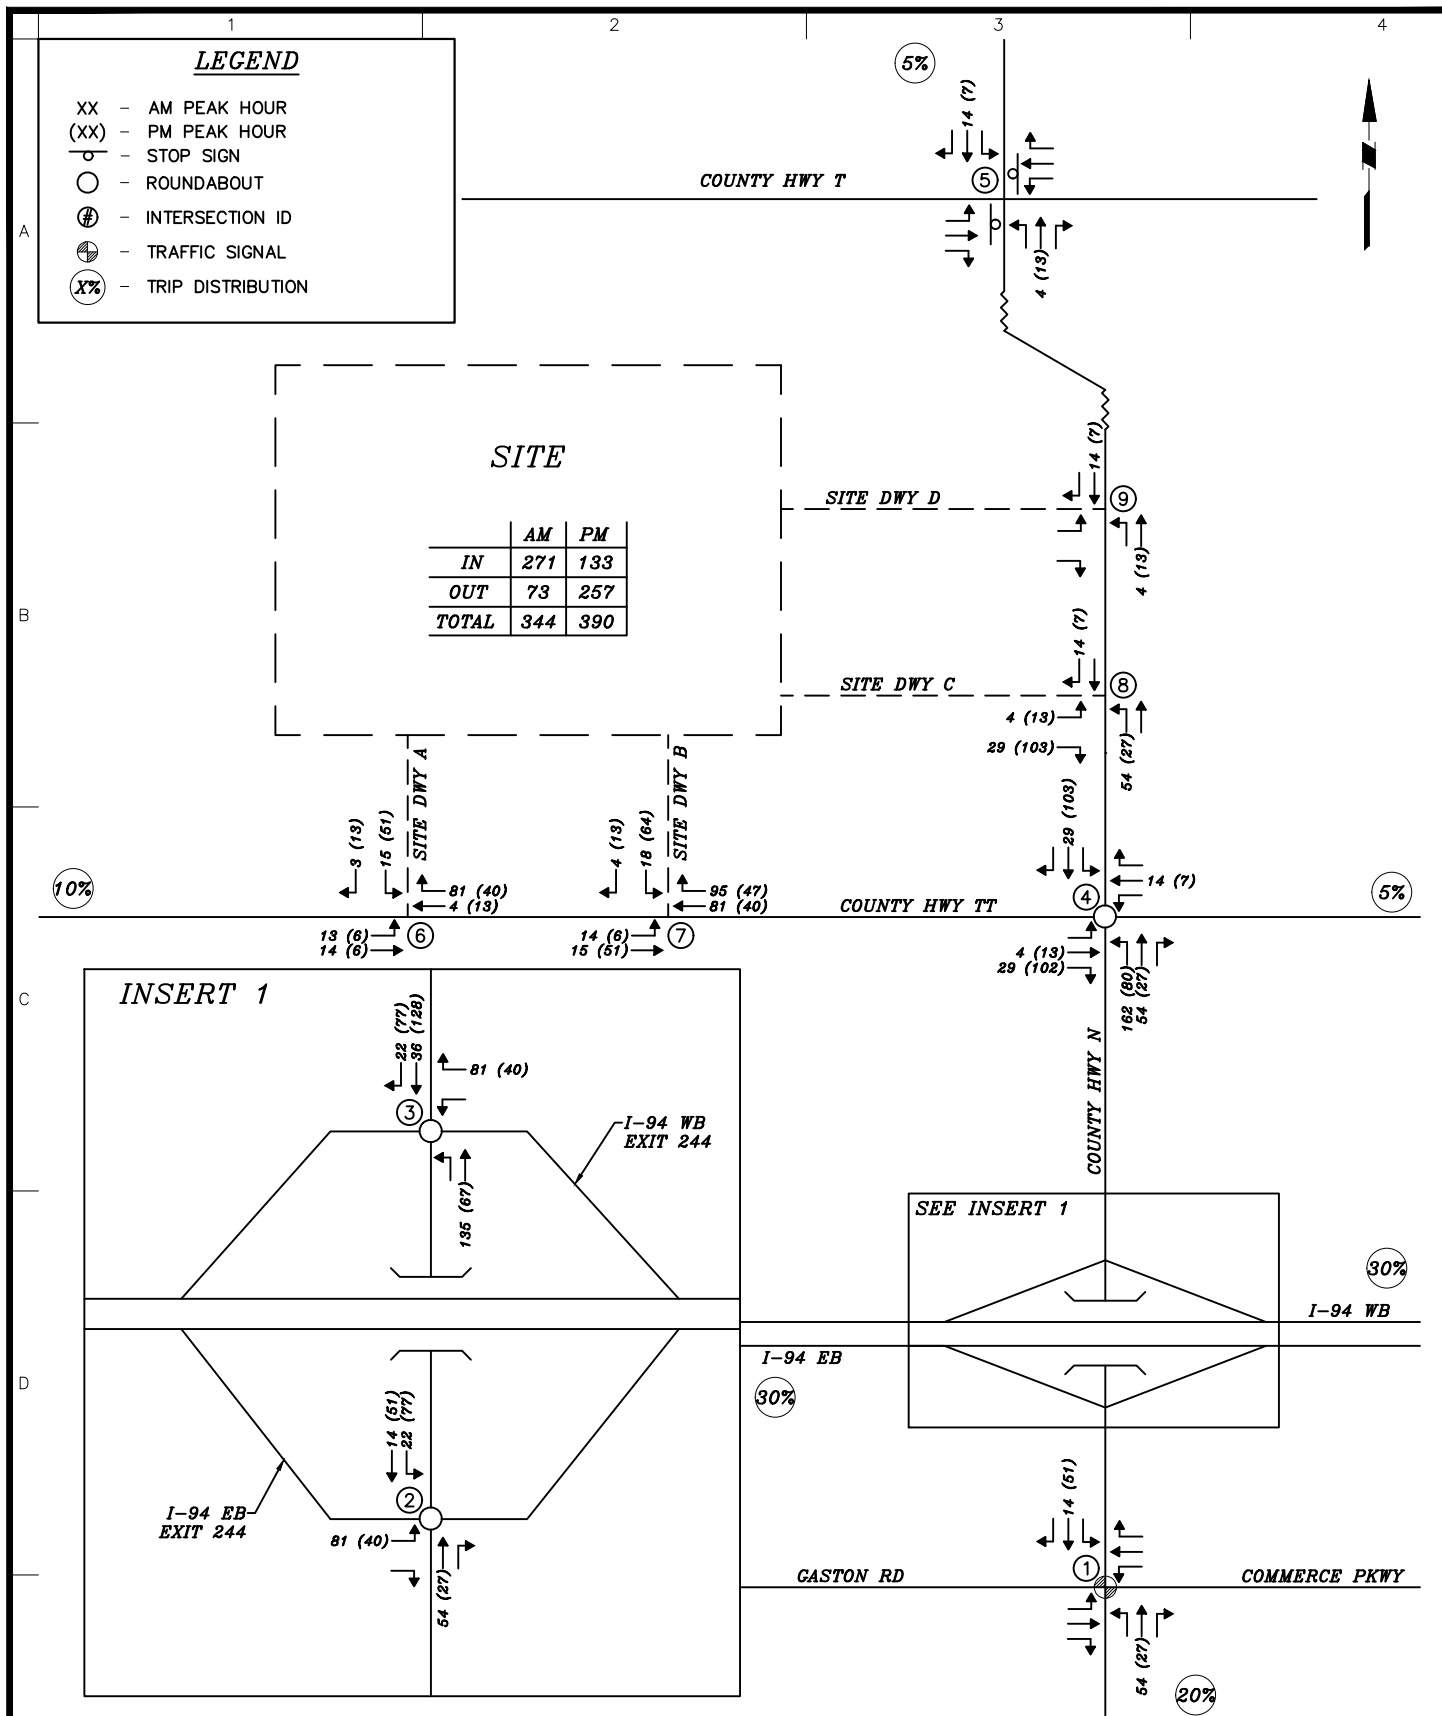 1 2 3 4
LEGEND
XX - AM PEAK HOUR
(XX) - PM PEAK HOUR
- STOP SIGN
- ROUNDABOUT
# - INTERSECTION ID
- TRAFFIC SIGNAL
X% - TRIP DISTRIBUTION
A
B
C
D
5%
14 (7)
COUNTY HWY T
5
4 (13)
SITE
AM PM
IN 271 133
OUT 73 257
TOTAL 344 390
14 (7)
SITE DWY D
9
4 (13)
14 (7)
SITE DWY C
8
4 (13)
29 (103)
54 (27)
SITE DWY A
SITE DWY B
3 (13)
15 (51)
4 (13)
18 (64)
29 (103)
10%
81 (40)
4 (13)
95 (47)
81 (40)
COUNTY HWY TT
4
14 (7)
5%
13 (6)
14 (6)
6
14 (6)
15 (51)
7
4 (13)
29 (102)
162 (80)
54 (27)
COUNTY HWY N
INSERT 1
22 (77)
36 (128)
81 (40)
3
I-94 WB
EXIT 244
135 (67)
SEE INSERT 1
30%
I-94 WB
I-94 EB
30%
14 (51)
22 (77)
2
I-94 EB
EXIT 244
81 (40)
54 (27)
14 (51)
1
GASTON RD
COMMERCE PKWY
54 (27)
20%